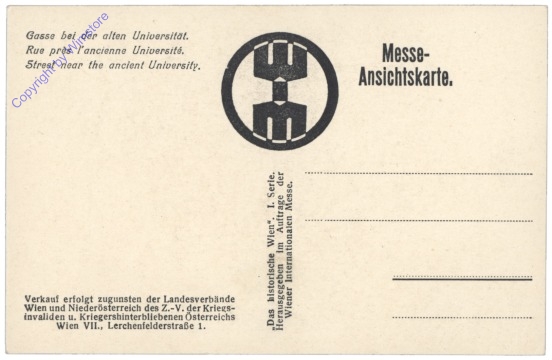 Gasse bei der alten Universität.
Rue près l'ancienne Université.
Street near the ancient University.
Copyright by Winstore
Messe-
Ansichtskarte.
„Das historische Wien“. I. Serie.
Herausgegeben im Auftrage der
Wiener Internationalen Messe.
Verkauf erfolgt zugunsten der Landesverbände
Wien und Niederösterreich des Z.-V. der Kriegs-
invaliden u. Kriegershinterbliebenen Österreichs
Wien VII., Lerchenfelderstraße 1.